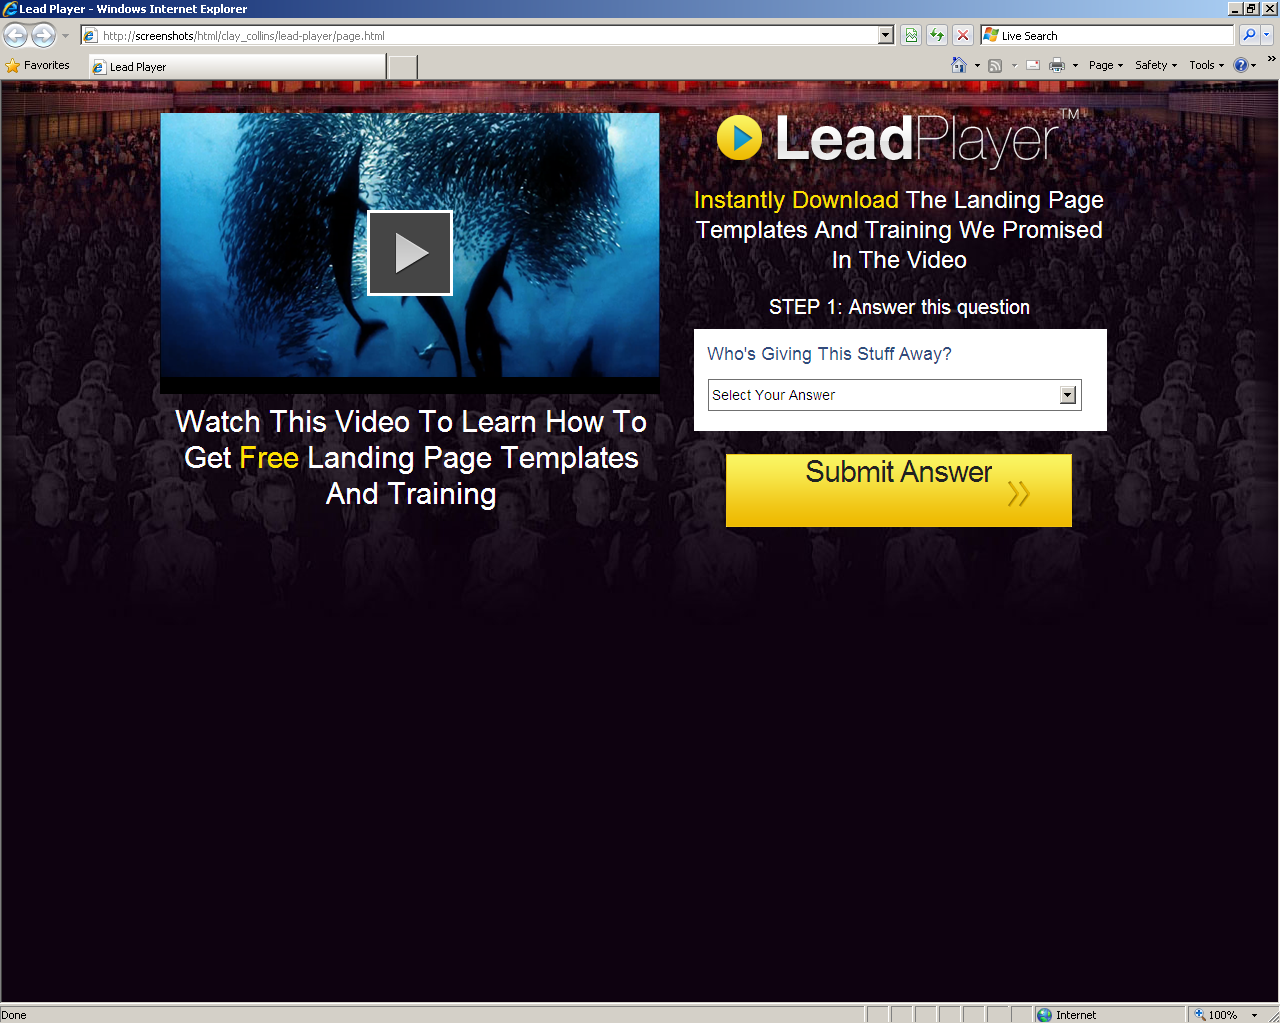 Lead Player - Windows Internet Explorer
http://screenshots/html/clay_collins/lead-player/page.html
Live Search
Favorites
Lead Player
Page
Safety
Tools
LeadPlayer™
Instantly Download The Landing Page
Templates And Training We Promised
In The Video
STEP 1: Answer this question
Who's Giving This Stuff Away?
Select Your Answer
Submit Answer
Watch This Video To Learn How To
Get Free Landing Page Templates
And Training
Done
Internet
100%